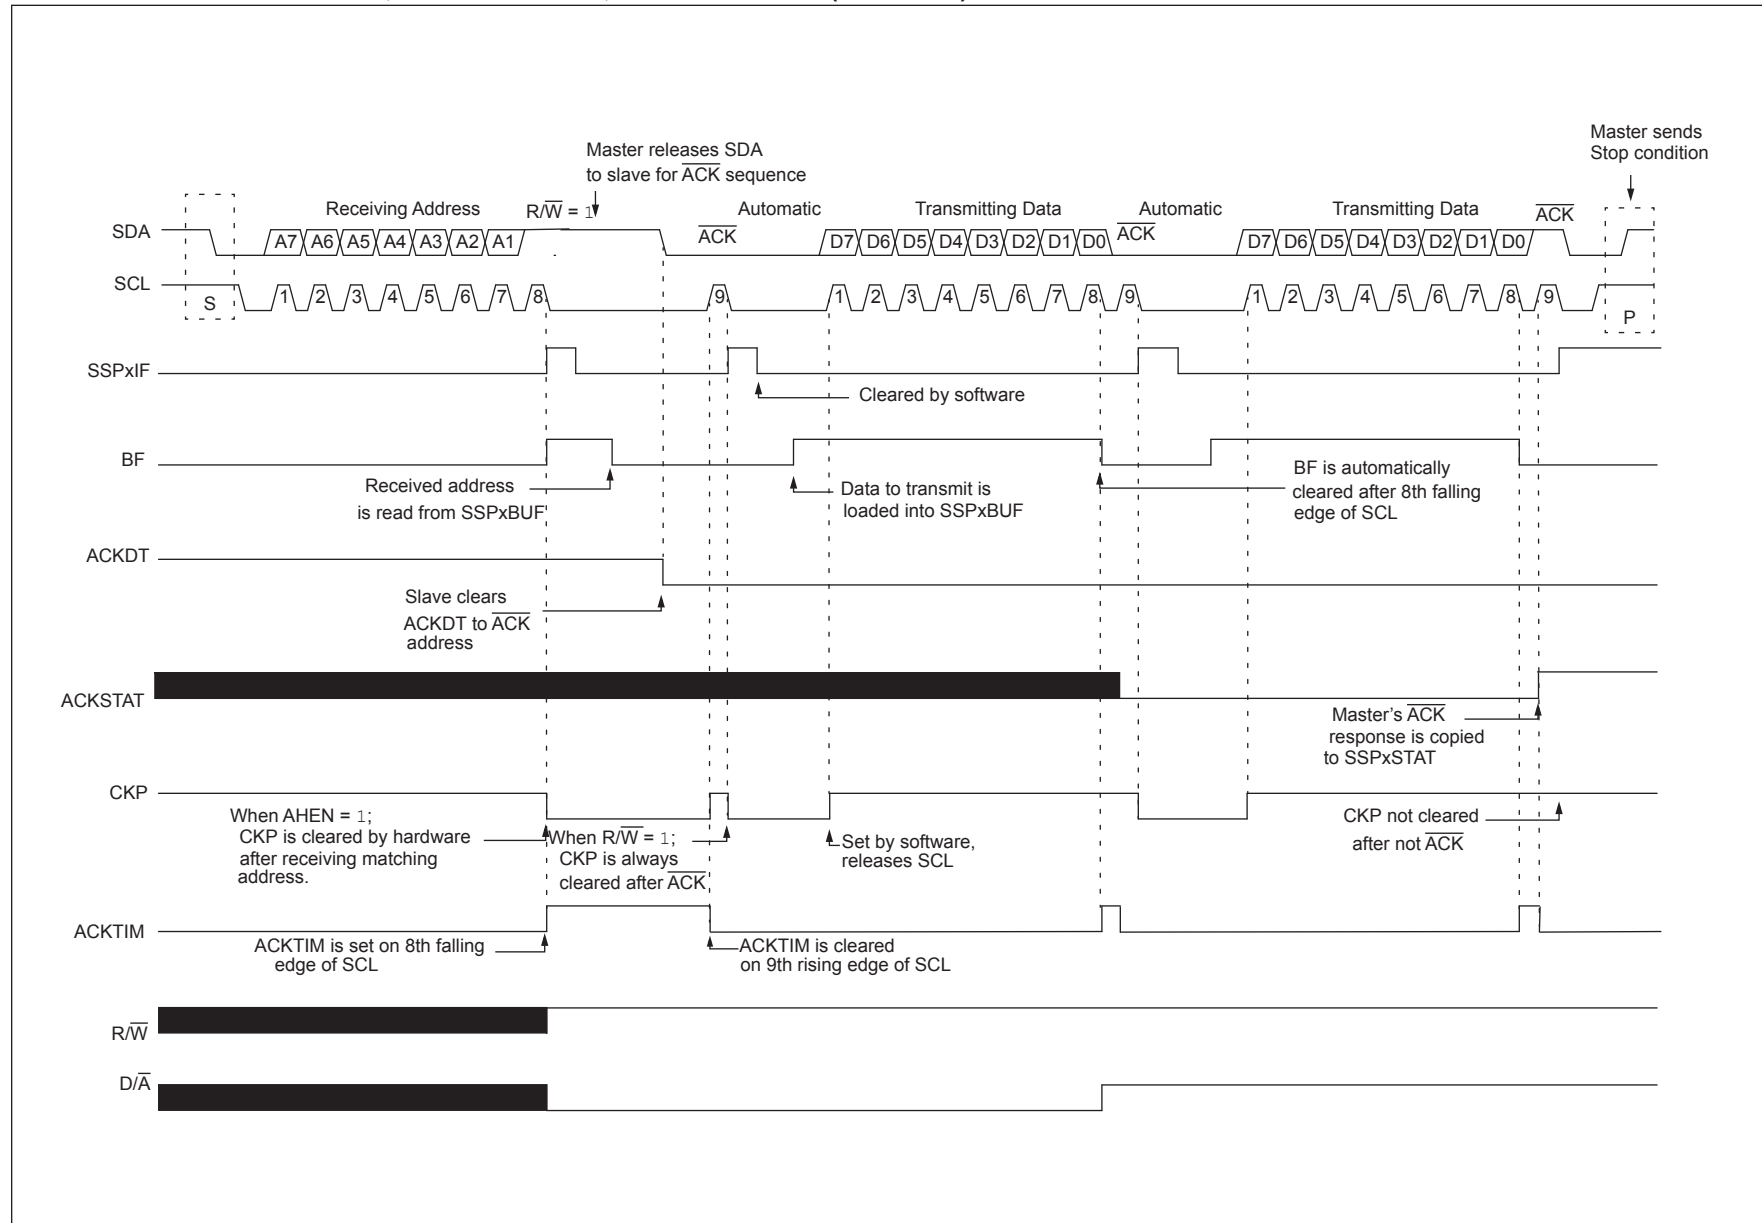 Master sends
Stop condition
Master releases SDA
to slave for ACK sequence
Receiving Address
R/W = 1
Automatic
Transmitting Data
Automatic
Transmitting Data
ACK
SDA
A7 A6 A5 A4 A3 A2 A1
ACK
D7 D6 D5 D4 D3 D2 D1 D0
ACK
D7 D6 D5 D4 D3 D2 D1 D0
SCL
S
1 2 3 4 5 6 7 8
9
1 2 3 4 5 6 7 8 9
1 2 3 4 5 6 7 8 9
P
SSPxIF
Cleared by software
BF
Received address
is read from SSPxBUF
Data to transmit is
loaded into SSPxBUF
BF is automatically
cleared after 8th falling
edge of SCL
ACKDT
Slave clears
ACKDT to ACK
address
ACKSTAT
Master's ACK
response is copied
to SSPxSTAT
CKP
When AHEN = 1;
CKP is cleared by hardware
after receiving matching
address.
When R/W = 1;
CKP is always
cleared after ACK
Set by software,
releases SCL
CKP not cleared
after not ACK
ACKTIM
ACKTIM is set on 8th falling
edge of SCL
ACKTIM is cleared
on 9th rising edge of SCL
R/W
D/A